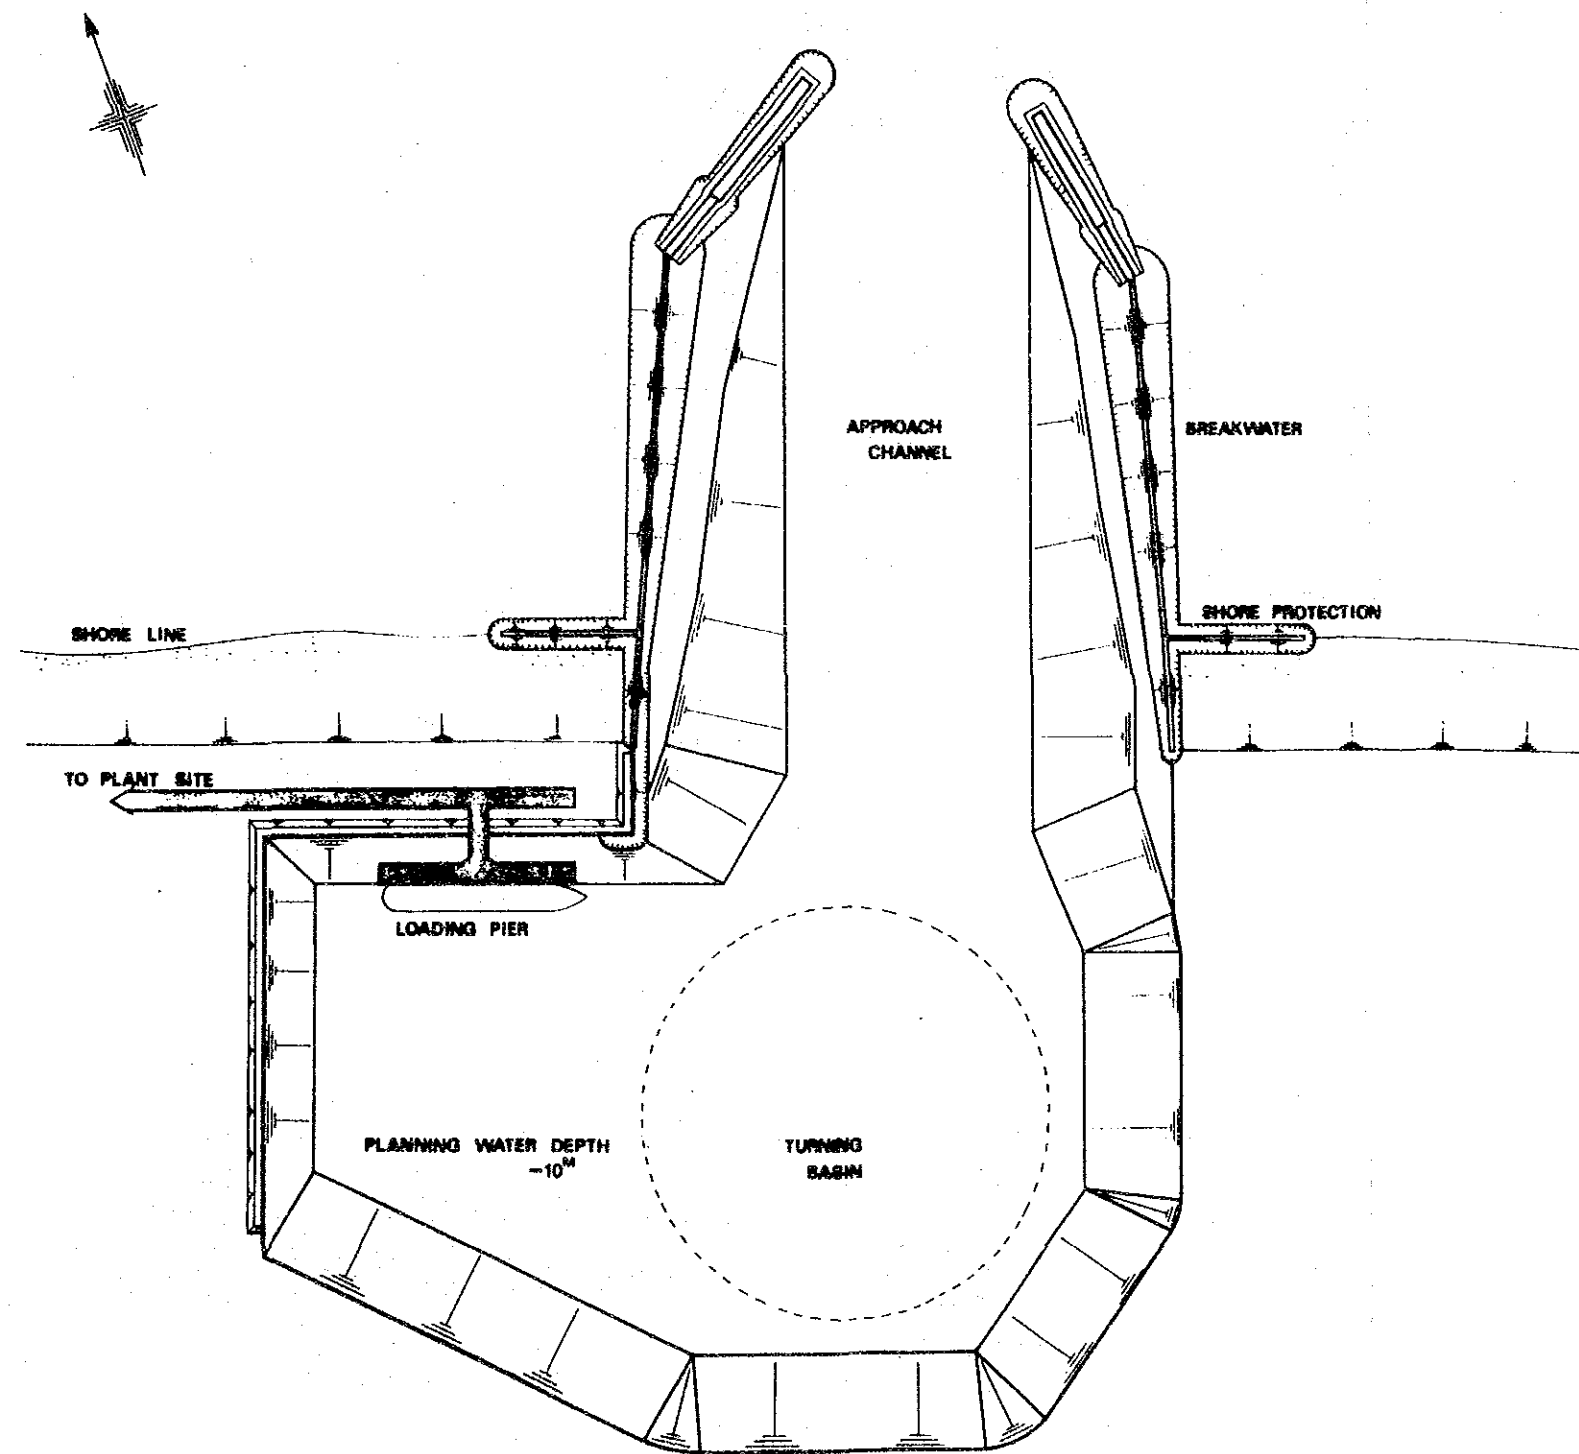 APPROACH
CHANNEL
BREAKWATER
SHORE LINE
SHORE PROTECTION
TO PLANT SITE
LOADING PIER
PLANNING WATER DEPTH
-10M
TURNING
BASIN